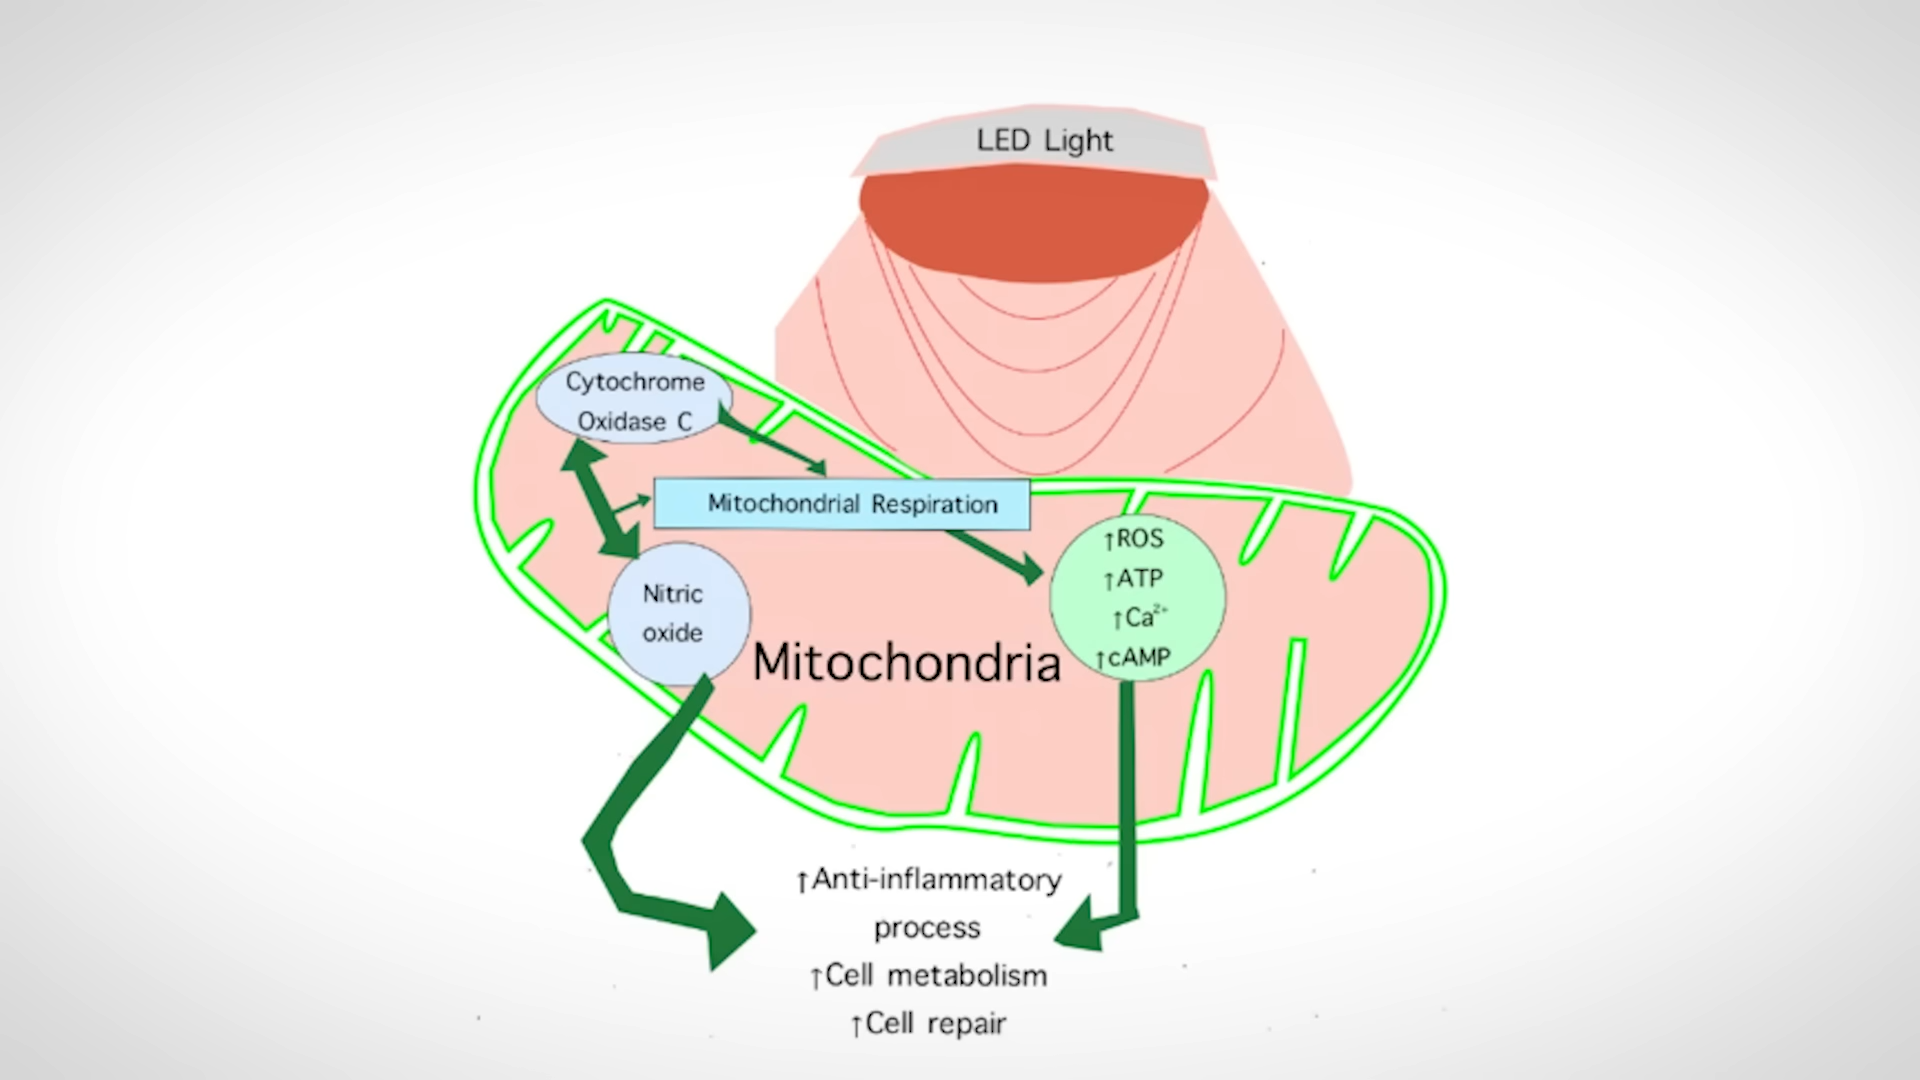 LED Light
Cytochrome
Oxidase C
Mitochondrial Respiration
↑ROS
↑ATP
↑Ca²⁺
↑cAMP
Nitric
oxide
Mitochondria
↑Anti-inflammatory
process
↑Cell metabolism
↑Cell repair